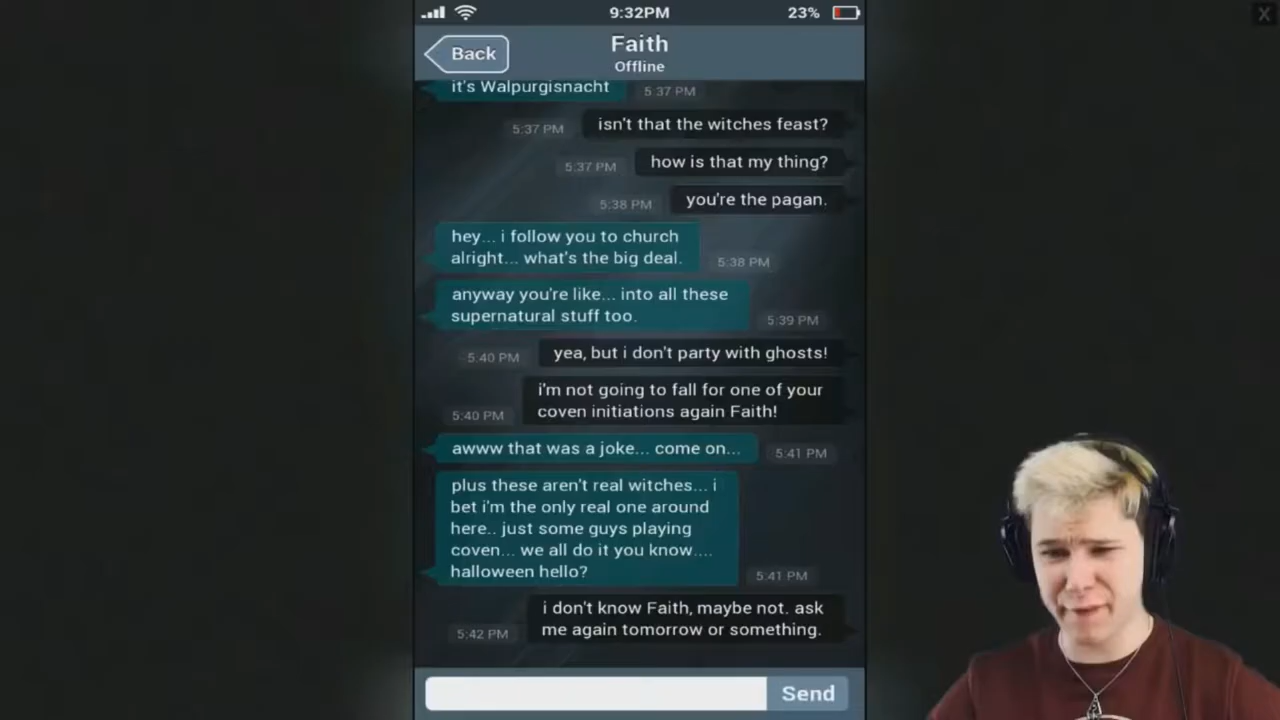 9:32PM
23%
Back
Faith
Offline
it's Walpurgisnacht
5:37 PM
isn't that the witches feast?
5:37 PM
how is that my thing?
5:37 PM
you're the pagan.
5:38 PM
hey... i follow you to church
alright... what's the big deal.
5:38 PM
anyway you're like... into all these
supernatural stuff too.
5:39 PM
yea, but i don't party with ghosts!
5:40 PM
i'm not going to fall for one of your
coven initiations again Faith!
5:40 PM
awww that was a joke... come on...
5:41 PM
plus these aren't real witches... i
bet i'm the only real one around
here.. just some guys playing
coven... we all do it you know....
halloween hello?
5:41 PM
i don't know Faith, maybe not. ask
me again tomorrow or something.
5:42 PM
Send
X